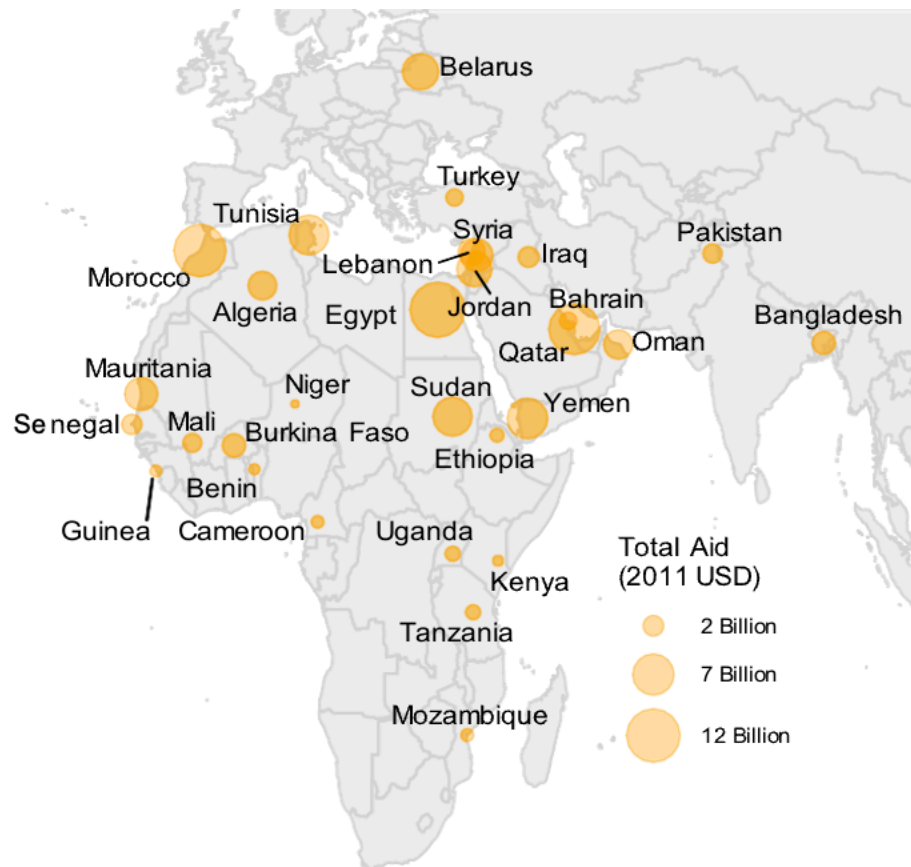 Belarus
Turkey
Tunisia
Syria
Pakistan
Lebanon
Iraq
Morocco
Algeria
Egypt
Jordan
Bahrain
Bangladesh
Qatar
Oman
Mauritania
Niger
Sudan
Yemen
Senegal
Mali
Burkina Faso
Ethiopia
Benin
Guinea
Cameroon
Uganda
Kenya
Tanzania
Mozambique
Total Aid
(2011 USD)
2 Billion
7 Billion
12 Billion